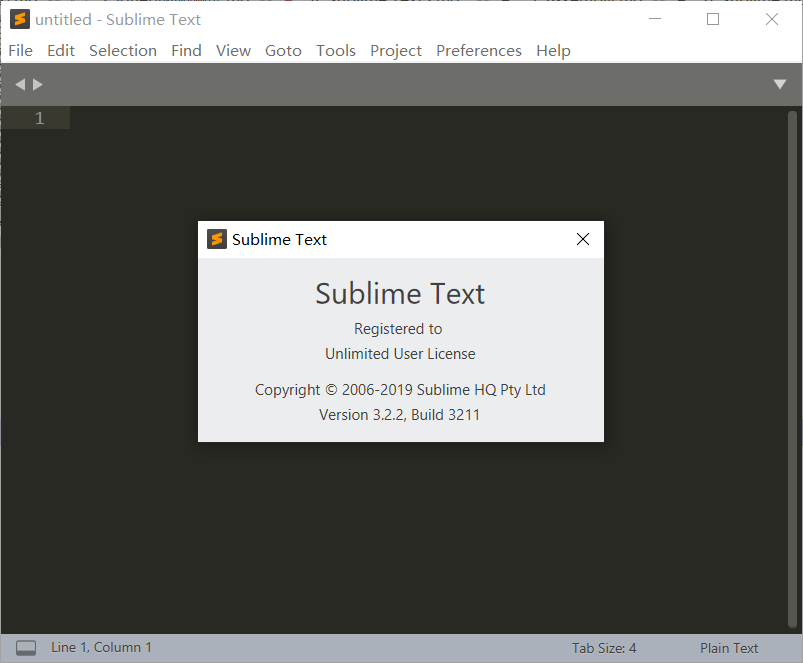 untitled - Sublime Text
File Edit Selection Find View Goto Tools Project Preferences Help
1
Sublime Text
Sublime Text
Registered to
Unlimited User License
Copyright © 2006-2019 Sublime HQ Pty Ltd
Version 3.2.2, Build 3211
Line 1, Column 1 Tab Size: 4 Plain Text